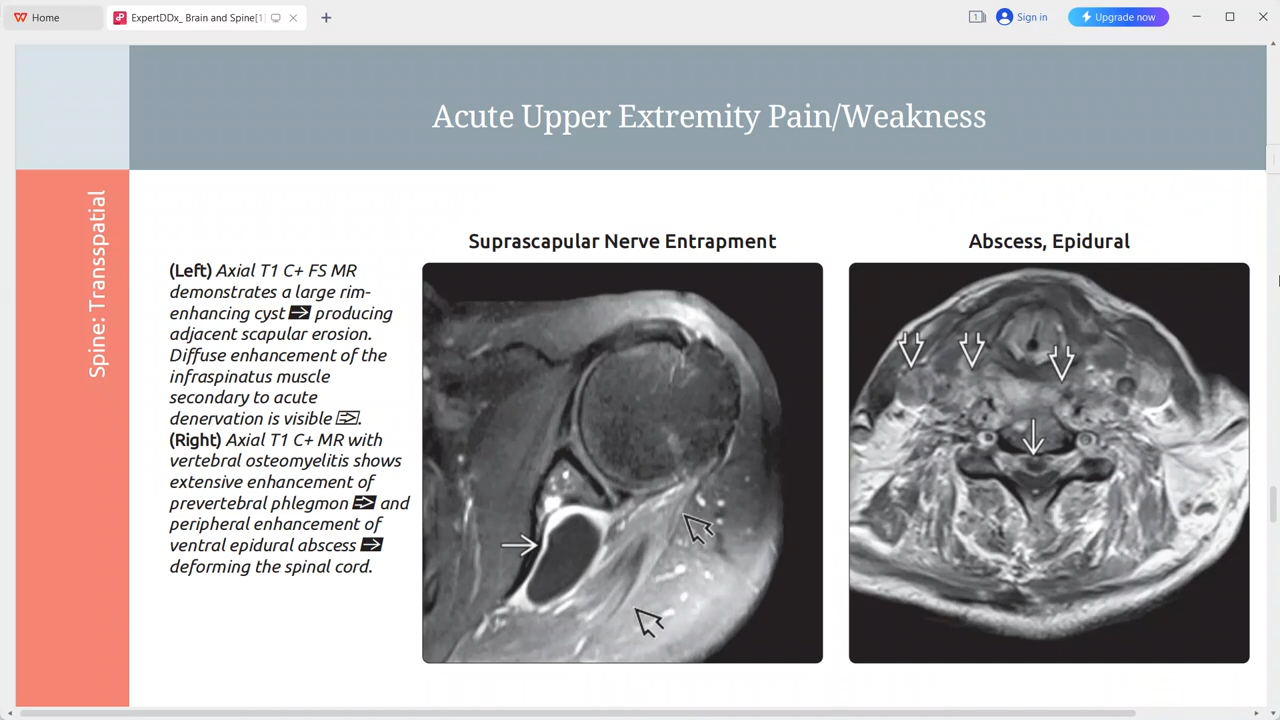 Home
ExpertDDx_ Brain and Spine[1]
1
Sign in
Upgrade now
Acute Upper Extremity Pain/Weakness
Spine: Transspatial
Suprascapular Nerve Entrapment
Abscess, Epidural
(Left) Axial T1 C+ FS MR
demonstrates a large rim-
enhancing cyst producing
adjacent scapular erosion.
Diffuse enhancement of the
infraspinatus muscle
secondary to acute
denervation is visible .
(Right) Axial T1 C+ MR with
vertebral osteomyelitis shows
extensive enhancement of
prevertebral phlegmon and
peripheral enhancement of
ventral epidural abscess
deforming the spinal cord.